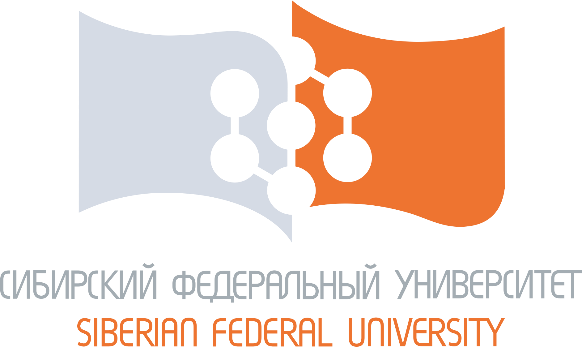 СИБИРСКИЙ ФЕДЕРАЛЬНЫЙ УНИВЕРСИТЕТ
SIBERIAN FEDERAL UNIVERSITY